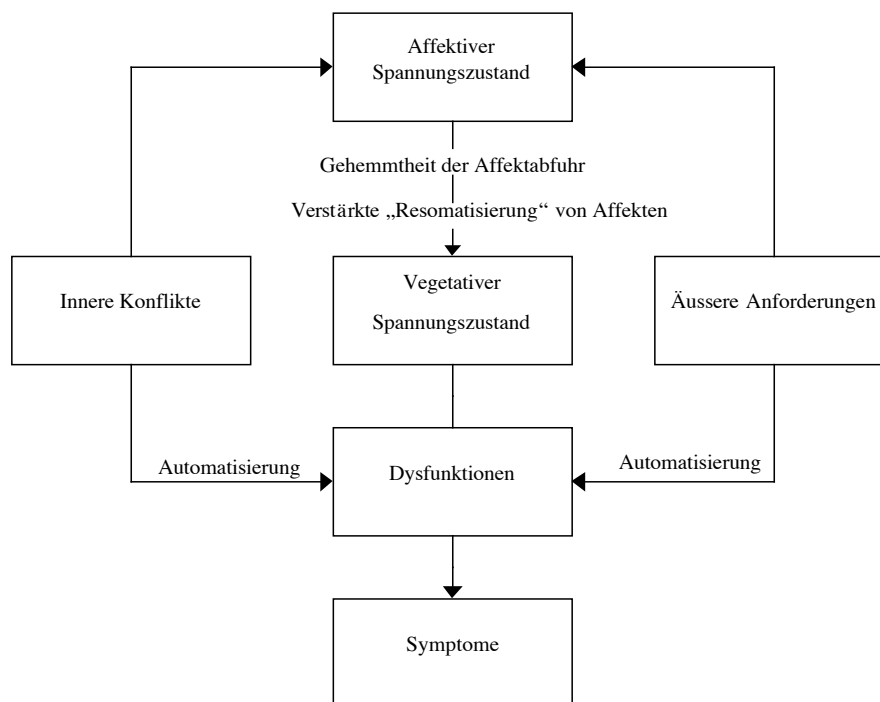 Affektiver
Spannungszustand
Gehemmtheit der Affektabfuhr
Verstärkte „Resomatisierung“ von Affekten
Innere Konflikte
Vegetativer
Spannungszustand
Äussere Anforderungen
Automatisierung
Dysfunktionen
Automatisierung
Symptome